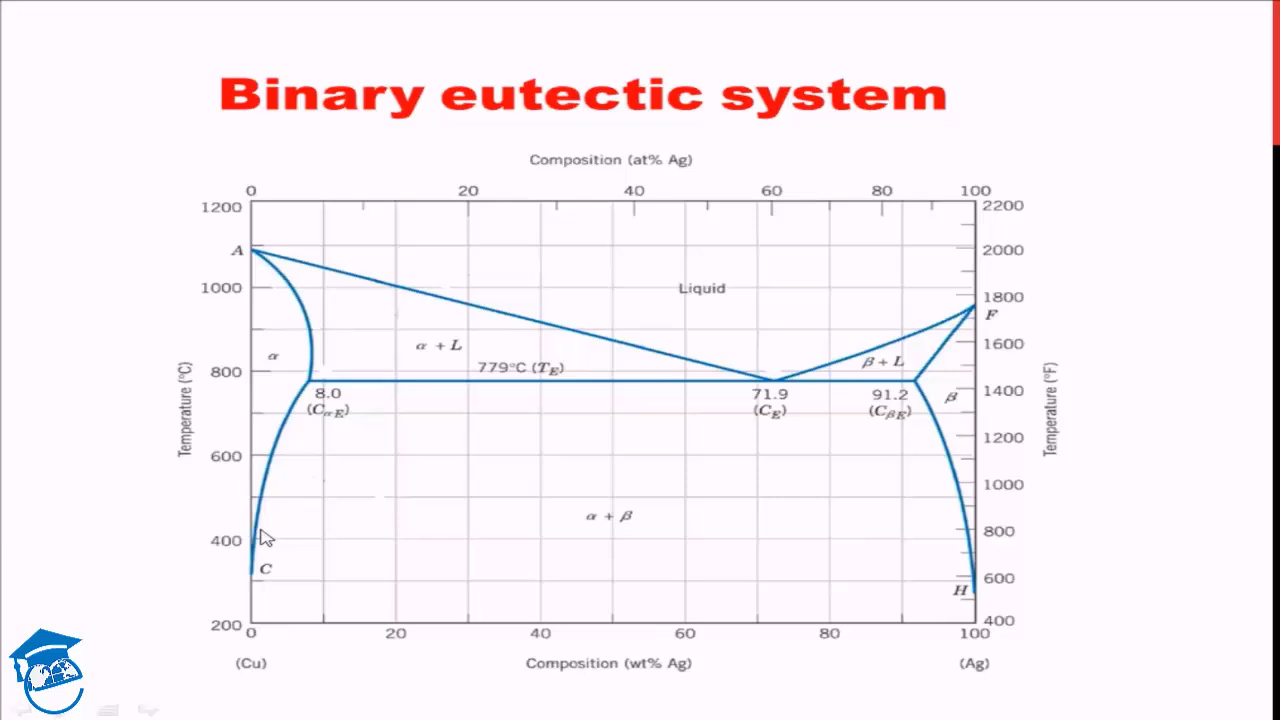 Binary eutectic system
Composition (at% Ag)
0 20 40 60 80 100
1200 2200
A 2000
1000 Liquid 1800
F
α + L 1600
α β + L
800 779°C (T_E) 1400
8.0 71.9 91.2 β
(C_αE) (C_E) (C_βE)
1200
Temperature (°C) Temperature (°F)
600
1000
α + β
800
400
C 600
H
200 400
0 20 40 60 80 100
(Cu) Composition (wt% Ag) (Ag)